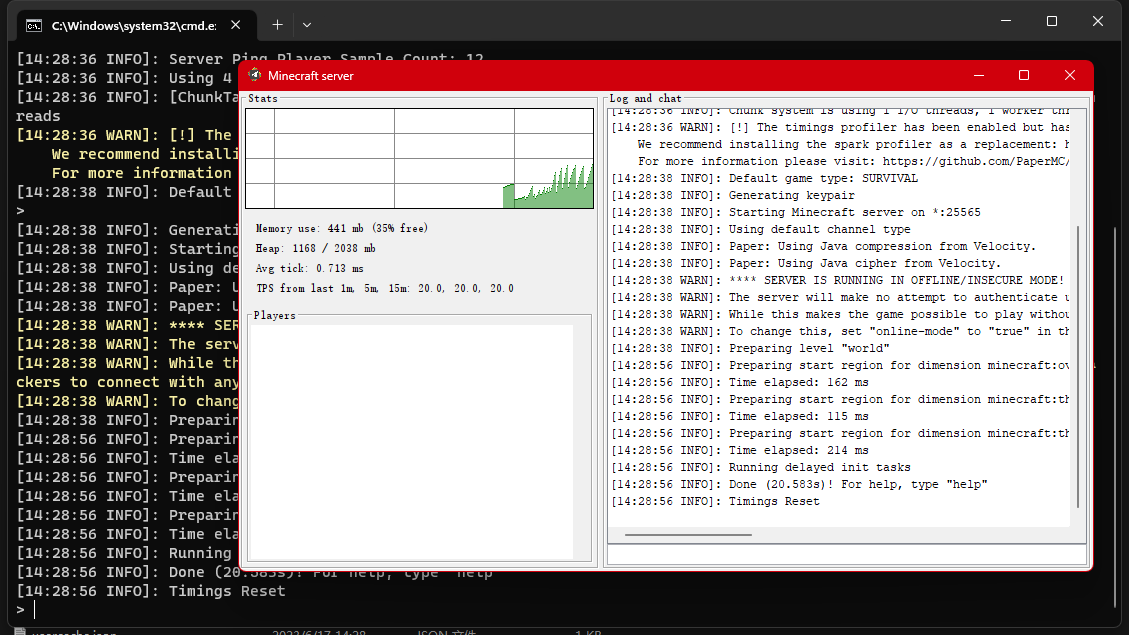 C:\Windows\system32\cmd.e
[14:28:36 INFO]: Server Ping Player Sample Count: 12
[14:28:36 INFO]: Using 4
[14:28:36 INFO]: [ChunkTa
reads
[14:28:36 WARN]: [!] The
We recommend installi
For more information
[14:28:38 INFO]: Default
>
[14:28:38 INFO]: Generati
[14:28:38 INFO]: Starting
[14:28:38 INFO]: Using de
[14:28:38 INFO]: Paper: U
[14:28:38 INFO]: Paper: U
[14:28:38 WARN]: **** SER
[14:28:38 WARN]: The serv
[14:28:38 WARN]: While th
ckers to connect with any
[14:28:38 WARN]: To chang
[14:28:38 INFO]: Preparin
[14:28:56 INFO]: Preparin
[14:28:56 INFO]: Time ela
[14:28:56 INFO]: Preparin
[14:28:56 INFO]: Time ela
[14:28:56 INFO]: Preparin
[14:28:56 INFO]: Time ela
[14:28:56 INFO]: Running
[14:28:56 INFO]: Done (20.583s)! For help, type "help"
[14:28:56 INFO]: Timings Reset
>
Minecraft server
Stats
Memory use: 441 mb (35% free)
Heap: 1168 / 2038 mb
Avg tick: 0.713 ms
TPS from last 1m, 5m, 15m: 20.0, 20.0, 20.0
Players
Log and chat
[14:28:36 INFO]: Chunk system is using 1 I/O threads, 1 worker thr
[14:28:36 WARN]: [!] The timings profiler has been enabled but has
We recommend installing the spark profiler as a replacement: h
For more information please visit: https://github.com/PaperMC/
[14:28:38 INFO]: Default game type: SURVIVAL
[14:28:38 INFO]: Generating keypair
[14:28:38 INFO]: Starting Minecraft server on *:25565
[14:28:38 INFO]: Using default channel type
[14:28:38 INFO]: Paper: Using Java compression from Velocity.
[14:28:38 INFO]: Paper: Using Java cipher from Velocity.
[14:28:38 WARN]: **** SERVER IS RUNNING IN OFFLINE/INSECURE MODE!
[14:28:38 WARN]: The server will make no attempt to authenticate u
[14:28:38 WARN]: While this makes the game possible to play withou
[14:28:38 WARN]: To change this, set "online-mode" to "true" in th
[14:28:38 INFO]: Preparing level "world"
[14:28:56 INFO]: Preparing start region for dimension minecraft:ov
[14:28:56 INFO]: Time elapsed: 162 ms
[14:28:56 INFO]: Preparing start region for dimension minecraft:th
[14:28:56 INFO]: Time elapsed: 115 ms
[14:28:56 INFO]: Preparing start region for dimension minecraft:th
[14:28:56 INFO]: Time elapsed: 214 ms
[14:28:56 INFO]: Running delayed init tasks
[14:28:56 INFO]: Done (20.583s)! For help, type "help"
[14:28:56 INFO]: Timings Reset